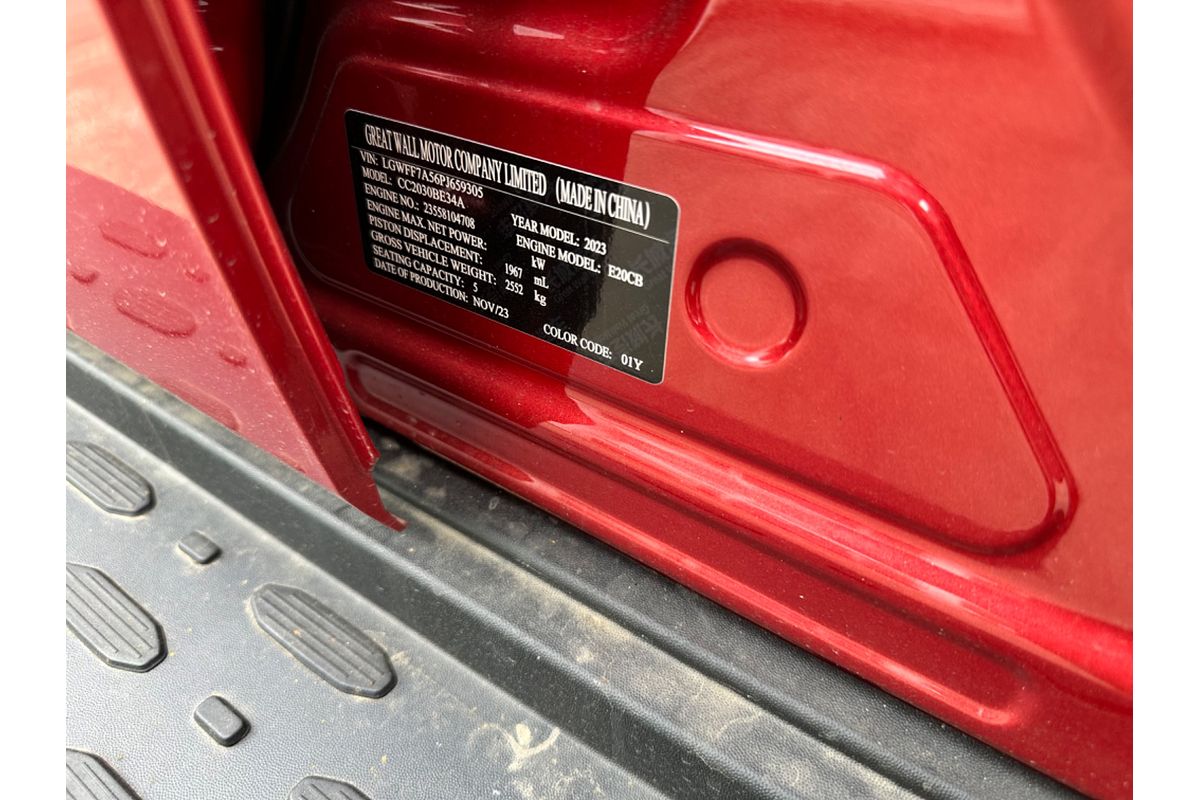 GREAT WALL MOTOR COMPANY LIMITED (MADE IN CHINA)
VIN: LGWFF7A56PJ659305
MODEL: CC2030BE34A YEAR MODEL: 2023
ENGINE NO.: 23558104708 ENGINE MODEL: E20CB
ENGINE MAX. NET POWER: kW
PISTON DISPLACEMENT: 1967 mL
GROSS VEHICLE WEIGHT: 2552 kg
SEATING CAPACITY: 5
DATE OF PRODUCTION: NOV/23 COLOR CODE: 01Y